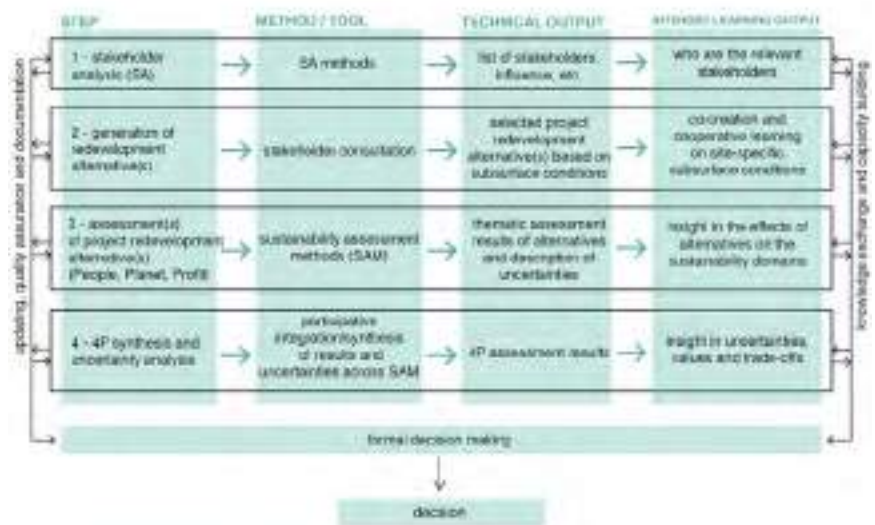 STEP
METHOD / TOOL
TECHNICAL OUTPUT
INTENDED LEARNING OUTPUT
1 - stakeholder
analysis (SA)
SA methods
list of stakeholders
influence, etc
who are the relevant
stakeholders
2 - generation of
redevelopment
alternative(s)
stakeholder consultation
selected project
redevelopment
alternative(s) based on
subsurface conditions
co-creation and
cooperative learning
on site-specific
subsurface conditions
3 - assessment(s)
of project redevelopment
alternative(s)
(People, Planet, Profit)
sustainability assessment
methods (SAM)
thematic assessment
results of alternatives
and description of
uncertainties
insight in the effects of
alternatives on the
sustainability domains
4 - 4P synthesis and
uncertainty analysis
participative
integration/synthesis
of results and
uncertainties across SAM
4P assessment results
insight in uncertainties,
values and trade-offs
updating, quality assurance and documentation
knowledge exchange and capacity building
formal decision making
decision